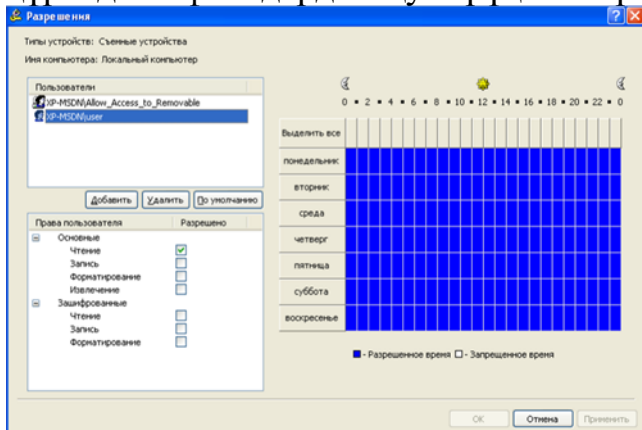 Разрешения
Типы устройств: Съемные устройства
Имя компьютера: Локальный компьютер
Пользователи
XP-MSDN\Allow_Access_to_Removable
XP-MSDN\user
Добавить Удалить По умолчанию
Права пользователя Разрешено
Основные
Чтение
Запись
Форматирование
Извлечение
Зашифрованные
Чтение
Запись
Форматирование
0 2 4 6 8 10 12 14 16 18 20 22 0
Выделить все
понедельник
вторник
среда
четверг
пятница
суббота
воскресенье
- Разрешенное время - Запрещенное время
OK Отмена Применить